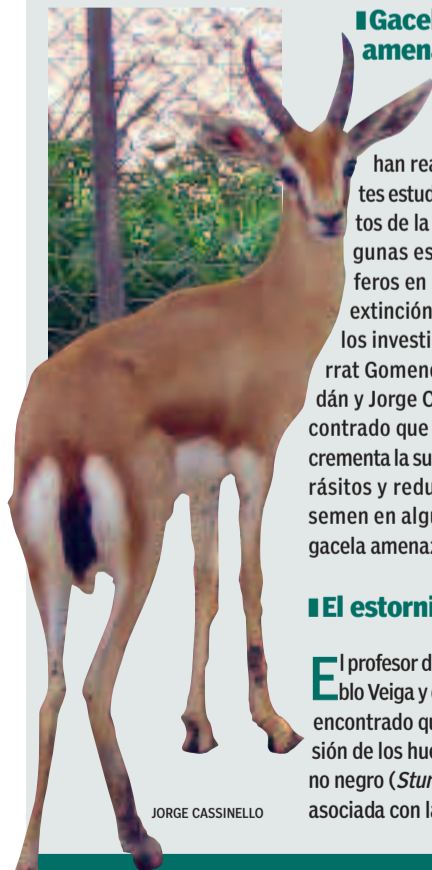 ▮Gacel
amena
han rea
tes estud
tos de la
gunas es
feros en
extinción
los investi
rrat Gomend
dán y Jorge C
contrado que
crementa la su
rásitos y redu
semen en algu
gacela amenaz
▮El estorni
El profesor d
blo Veiga y
encontrado qu
sión de los hue
no negro (Stur
asociada con la
JORGE CASSINELLO